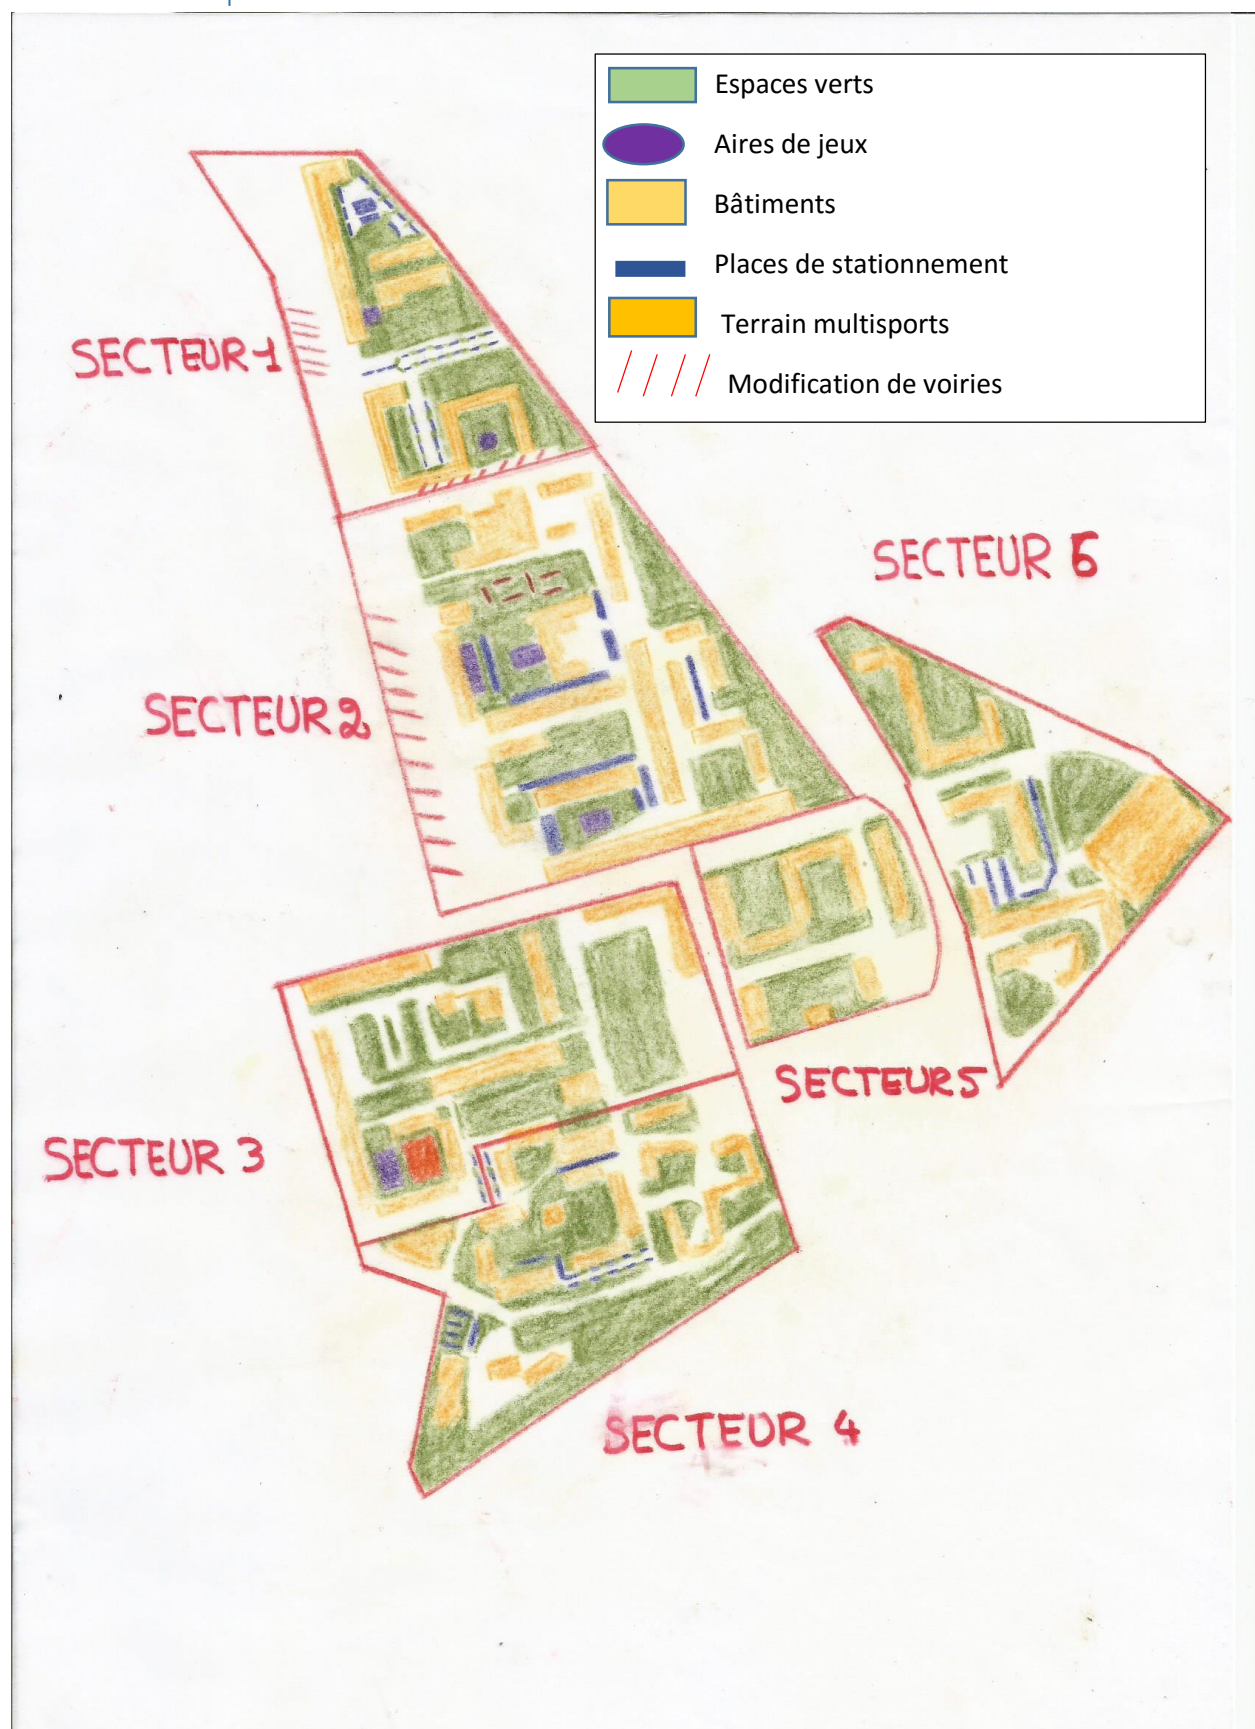 Espaces verts
Aires de jeux
Bâtiments
Places de stationnement
Terrain multisports
Modification de voiries
SECTEUR 1
SECTEUR 6
SECTEUR 2
SECTEUR 5
SECTEUR 3
SECTEUR 4